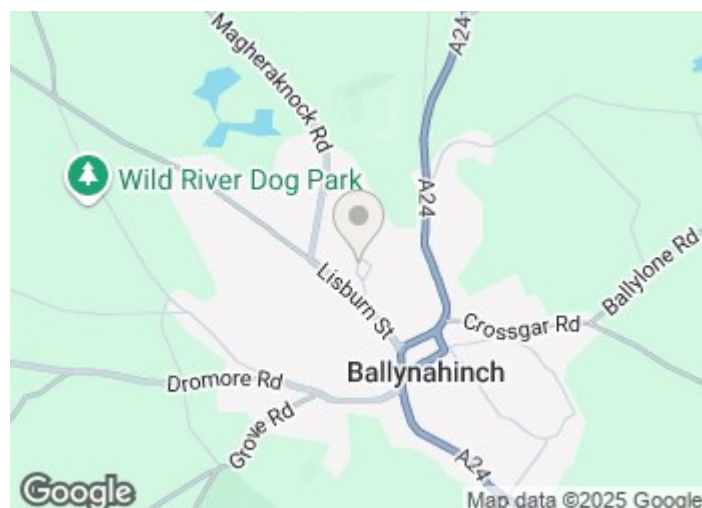 Magheraknock Rd
A24
Wild River Dog Park
A24
Ballylone Rd
Lisburn St
Crossgar Rd
Ballynahinch
Dromore Rd
Grove Rd
A24
Google
Map data ©2025 Google